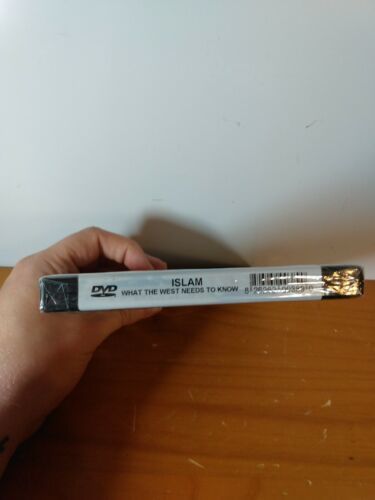 DVD
ISLAM
WHAT THE WEST NEEDS TO KNOW